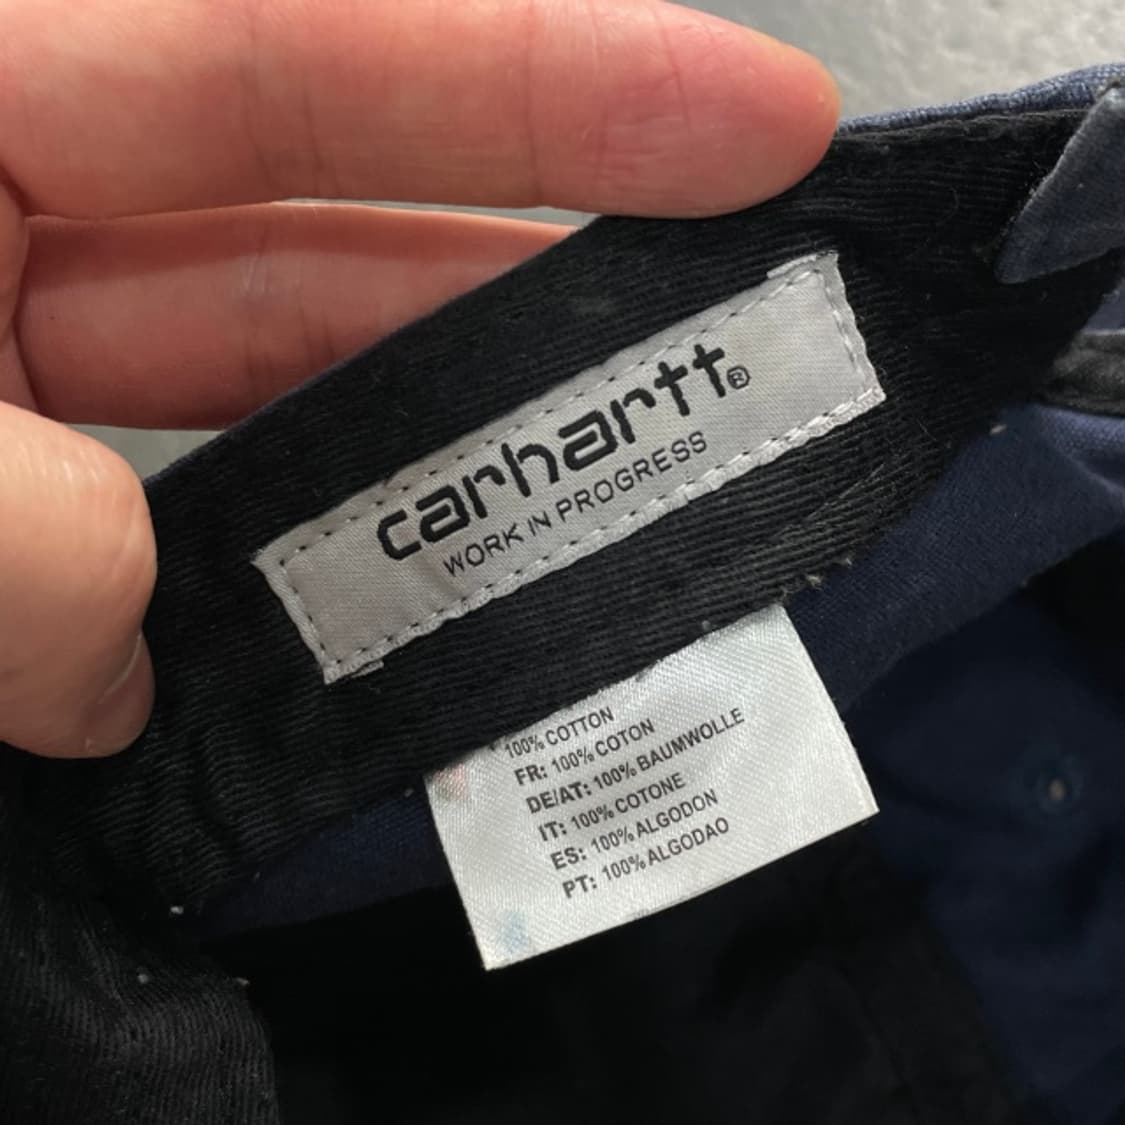 carhartt®
WORK IN PROGRESS
100% COTTON
FR: 100% COTON
DE/AT: 100% BAUMWOLLE
IT: 100% COTONE
ES: 100% ALGODON
PT: 100% ALGODAO